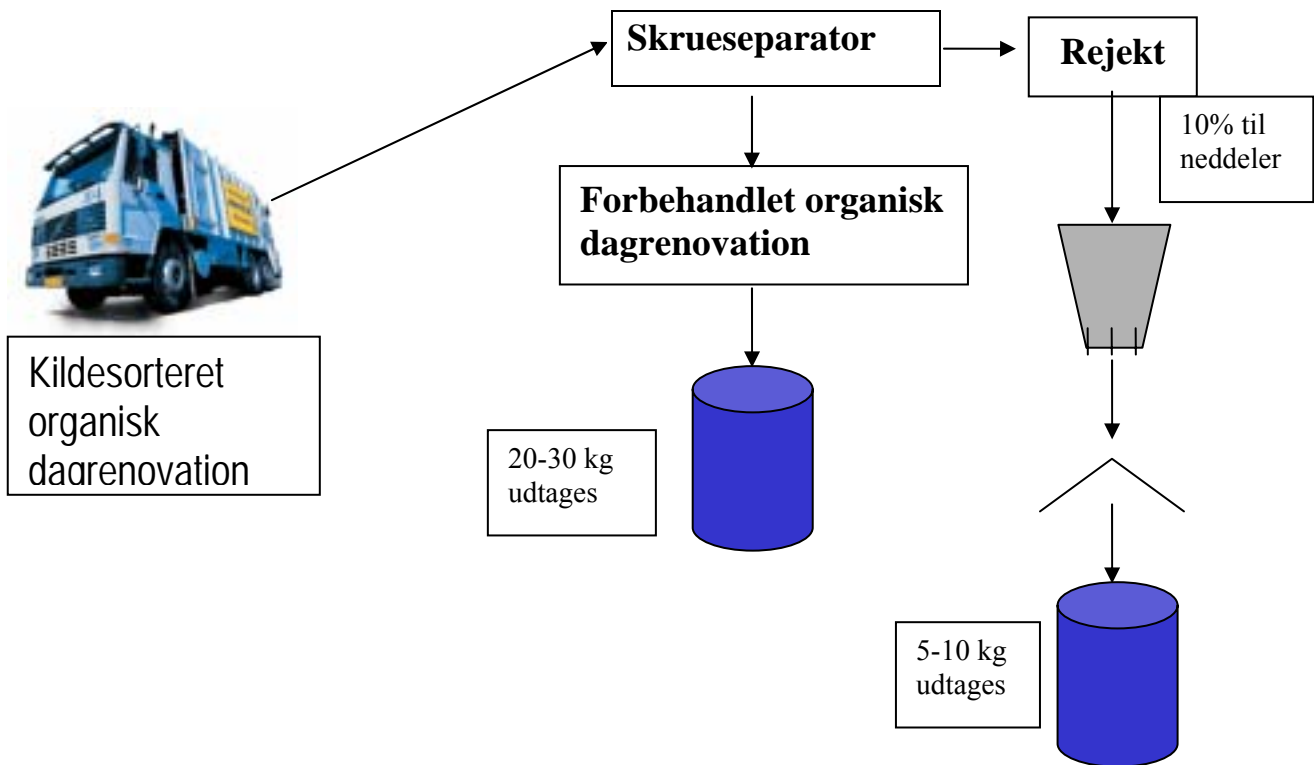 Skrueseparator
Rejekt
10% til
neddeler
Forbehandlet organisk
dagrenovation
Kildesorteret
organisk
dagrenovation
20-30 kg
udtages
5-10 kg
udtages